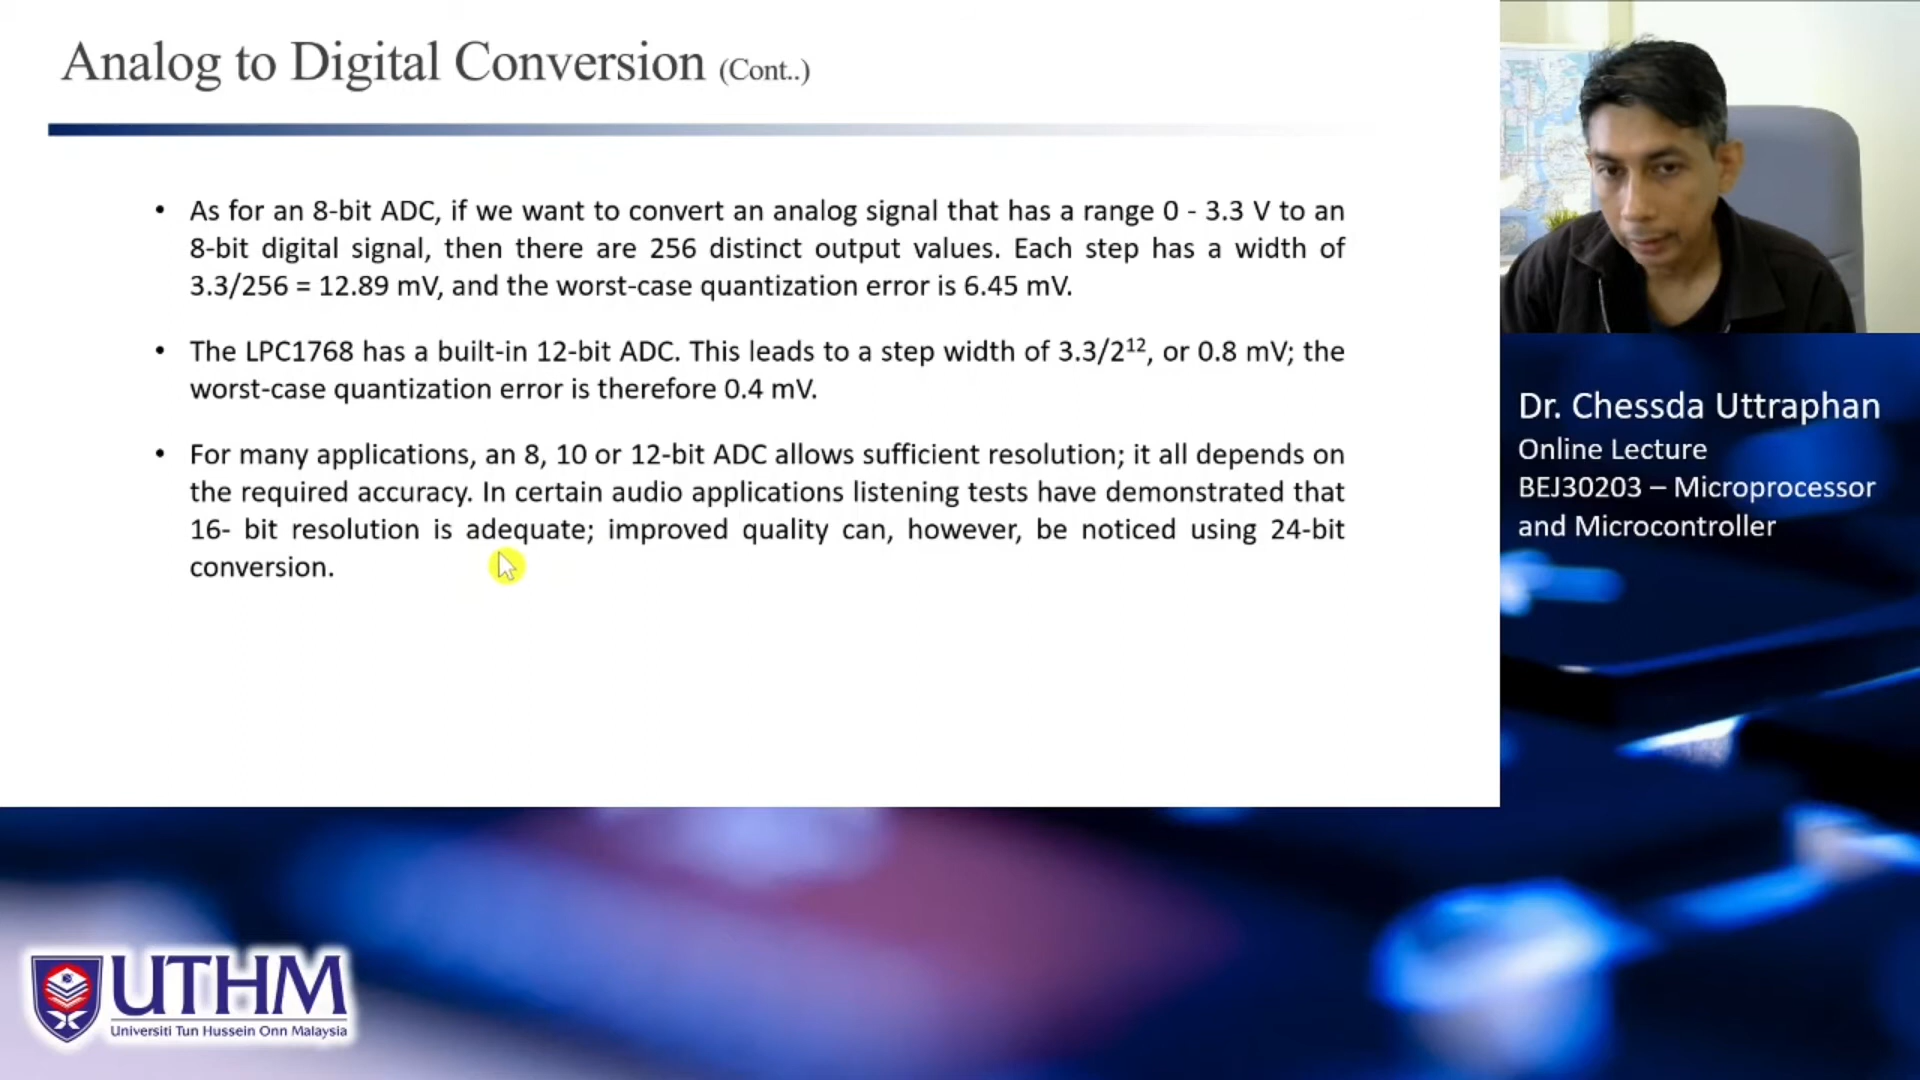 Analog to Digital Conversion (Cont..)
• As for an 8-bit ADC, if we want to convert an analog signal that has a range 0 - 3.3 V to an
8-bit digital signal, then there are 256 distinct output values. Each step has a width of
3.3/256 = 12.89 mV, and the worst-case quantization error is 6.45 mV.
• The LPC1768 has a built-in 12-bit ADC. This leads to a step width of 3.3/2¹², or 0.8 mV; the
worst-case quantization error is therefore 0.4 mV.
• For many applications, an 8, 10 or 12-bit ADC allows sufficient resolution; it all depends on
the required accuracy. In certain audio applications listening tests have demonstrated that
16- bit resolution is adequate; improved quality can, however, be noticed using 24-bit
conversion.
Dr. Chessda Uttraphan
Online Lecture
BEJ30203 – Microprocessor
and Microcontroller
UTHM
Universiti Tun Hussein Onn Malaysia